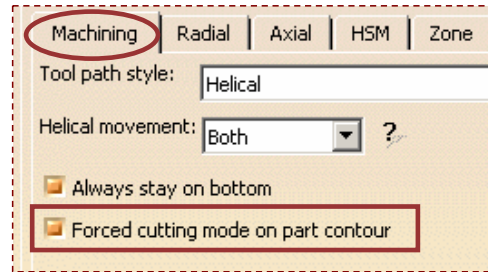 Machining Radial Axial HSM Zone
Tool path style: Helical
Helical movement: Both ?
Always stay on bottom
Forced cutting mode on part contour